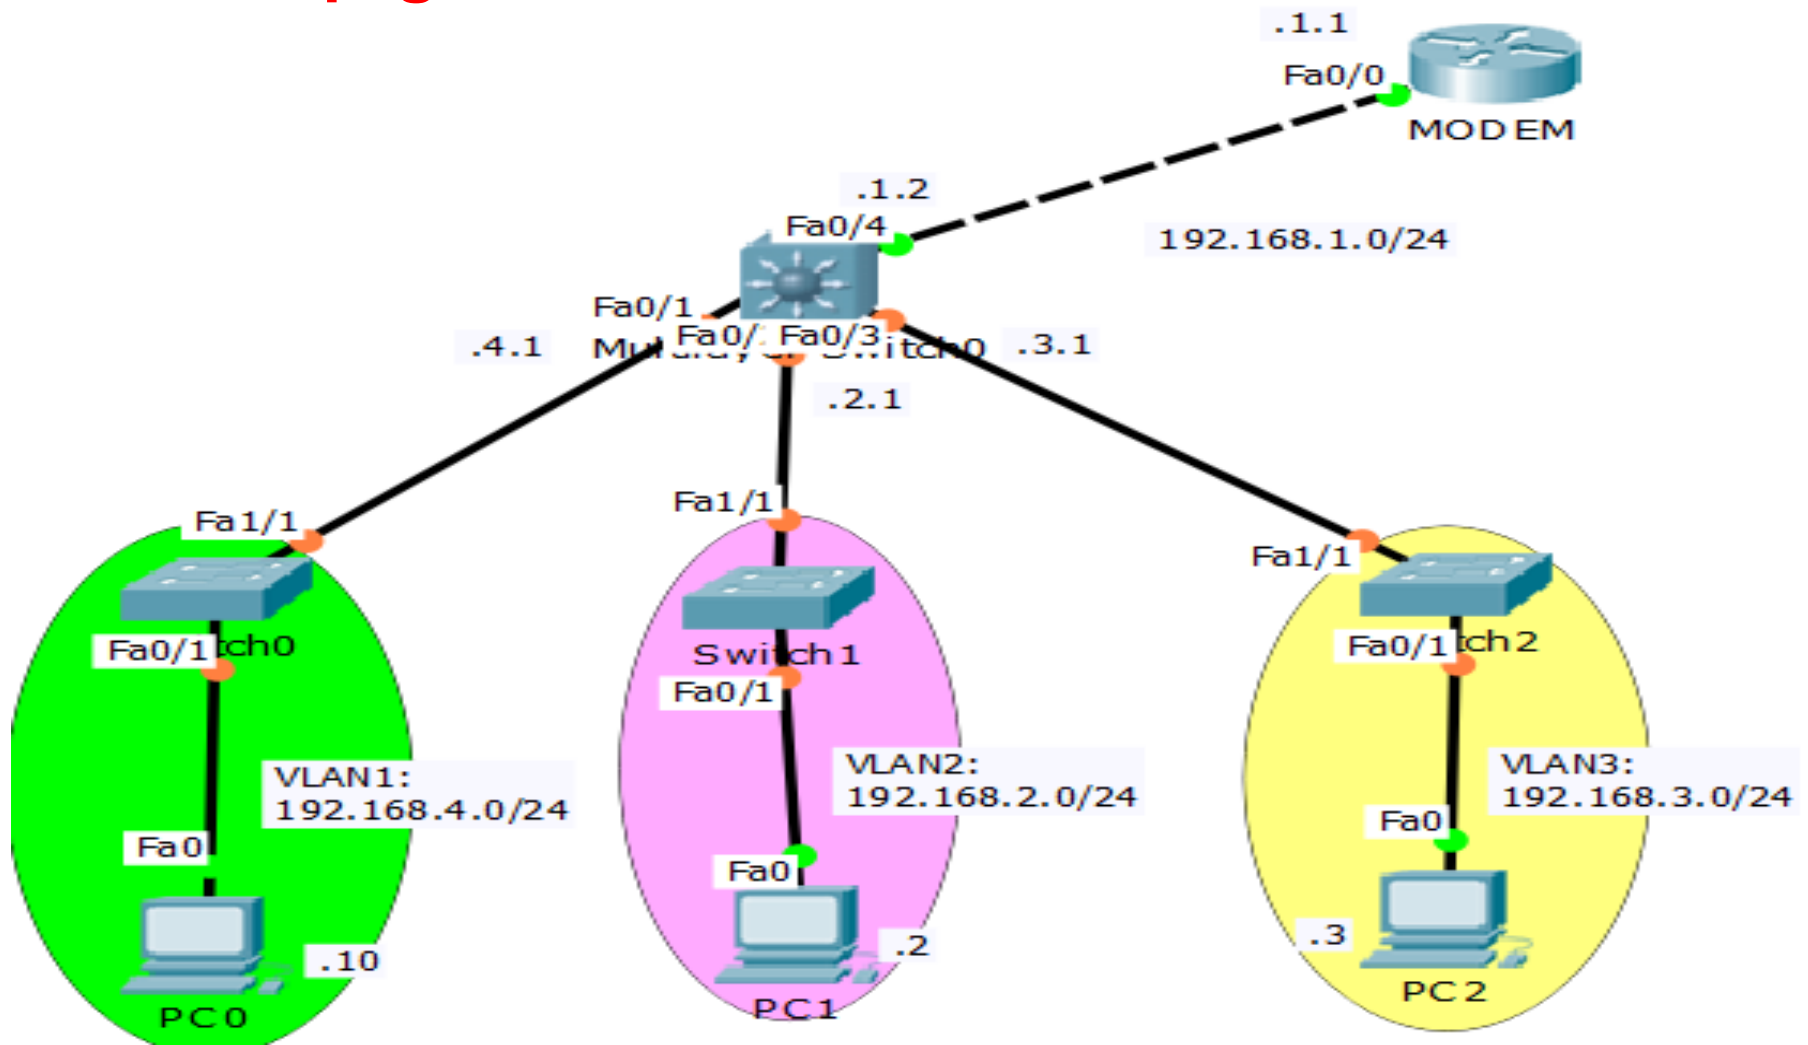 .1.1
Fa0/0
MODEM
.1.2
Fa0/4
192.168.1.0/24
Fa0/1
Fa0/
Fa0/3
.4.1
.3.1
.2.1
Fa1/1
Fa1/1
Fa1/1
Fa0/1
Switch1
Fa0/1
Fa0/1
VLAN1:
192.168.4.0/24
VLAN2:
192.168.2.0/24
VLAN3:
192.168.3.0/24
Fa0
Fa0
Fa0
.10
.2
.3
PC0
PC1
PC2